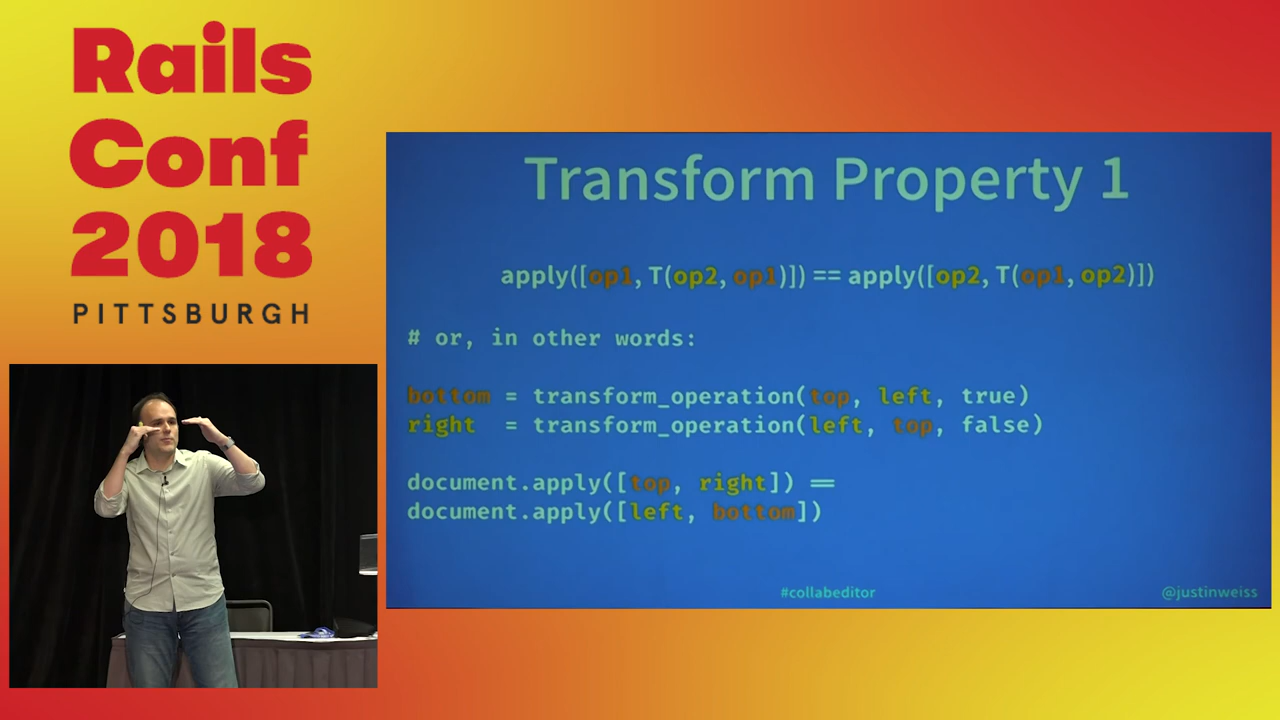 Rails
Conf
2018
PITTSBURGH
Transform Property 1
apply([op1, T(op2, op1)]) == apply([op2, T(op1, op2)])
# or, in other words:
bottom = transform_operation(top, left, true)
right = transform_operation(left, top, false)
document.apply([top, right]) ==
document.apply([left, bottom])
#collabeditor
@justinweiss